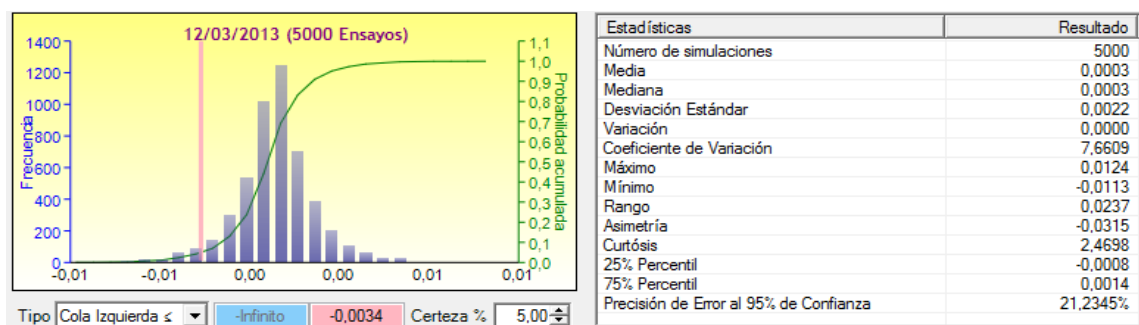 12/03/2013 (5000 Ensayos)
Frecuencia
1400
1200
1000
800
600
400
200
0
-0,01 -0,01 0,00 0,00 0,01 0,01
1,1
1,0
0,9
0,8
0,7
0,6
0,5
0,4
0,3
0,2
0,1
0,0
Probabilidad acumulada
Tipo Cola Izquierda ≤ -Infinito -0,0034 Certeza % 5,00
Estadísticas Resultado
Número de simulaciones 5000
Media 0,0003
Mediana 0,0003
Desviación Estándar 0,0022
Variación 0,0000
Coeficiente de Variación 7,6609
Máximo 0,0124
Mínimo -0,0113
Rango 0,0237
Asimetría -0,0315
Curtósis 2,4698
25% Percentil -0,0008
75% Percentil 0,0014
Precisión de Error al 95% de Confianza 21,2345%